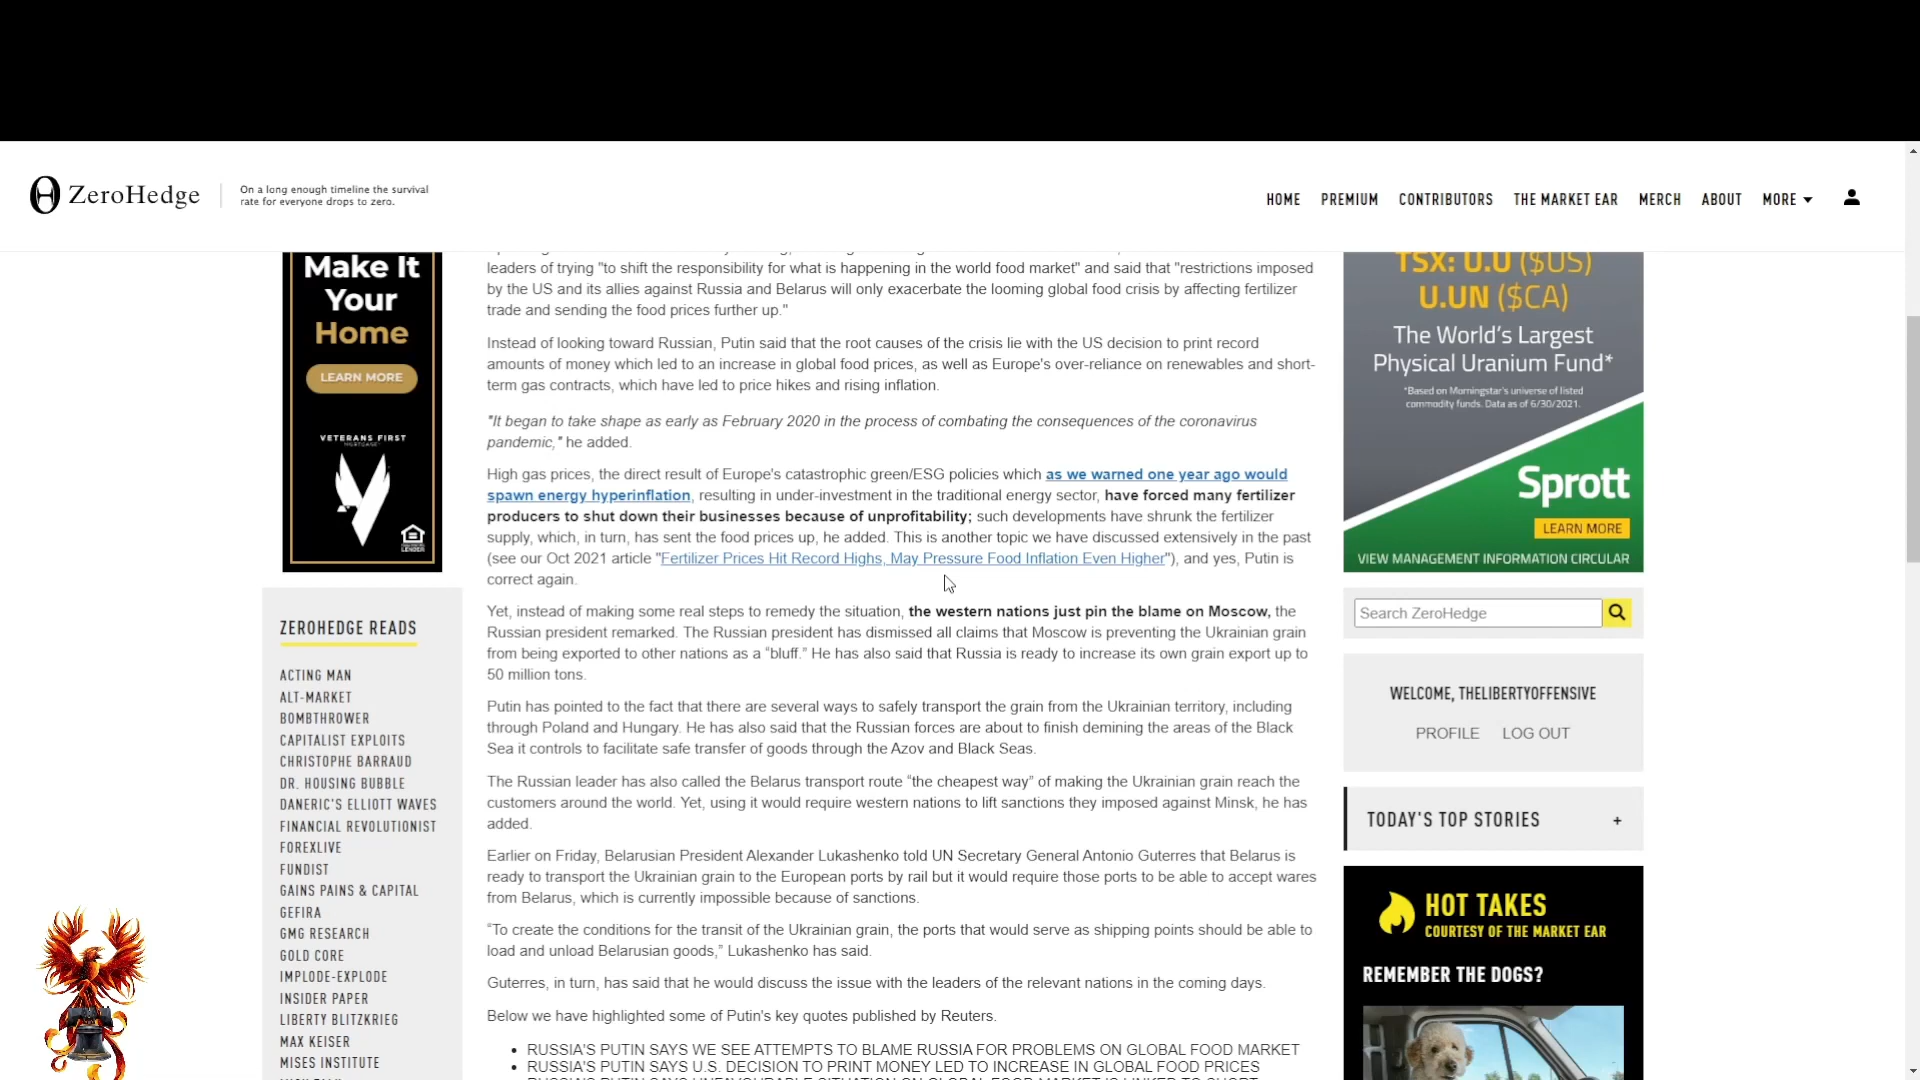 ZeroHedge
On a long enough timeline the survival
rate for everyone drops to zero.
HOME PREMIUM CONTRIBUTORS THE MARKET EAR MERCH ABOUT MORE
Make It
Your
Home
LEARN MORE
VETERANS FIRST
MORTGAGE
ZEROHEDGE READS
ACTING MAN
ALT-MARKET
BOMBTHROWER
CAPITALIST EXPLOITS
CHRISTOPHE BARRAUD
DR. HOUSING BUBBLE
DANERIC'S ELLIOTT WAVES
FINANCIAL REVOLUTIONIST
FOREXLIVE
FUNDIST
GAINS PAINS & CAPITAL
GEFIRA
GMG RESEARCH
GOLD CORE
IMPLODE-EXPLODE
INSIDER PAPER
LIBERTY BLITZKRIEG
MAX KEISER
MISES INSTITUTE
leaders of trying "to shift the responsibility for what is happening in the world food market" and said that "restrictions imposed
by the US and its allies against Russia and Belarus will only exacerbate the looming global food crisis by affecting fertilizer
trade and sending the food prices further up."
Instead of looking toward Russian, Putin said that the root causes of the crisis lie with the US decision to print record
amounts of money which led to an increase in global food prices, as well as Europe's over-reliance on renewables and short-
term gas contracts, which have led to price hikes and rising inflation.
"It began to take shape as early as February 2020 in the process of combating the consequences of the coronavirus
pandemic," he added.
High gas prices, the direct result of Europe's catastrophic green/ESG policies which as we warned one year ago would
spawn energy hyperinflation, resulting in under-investment in the traditional energy sector, have forced many fertilizer
producers to shut down their businesses because of unprofitability; such developments have shrunk the fertilizer
supply, which, in turn, has sent the food prices up, he added. This is another topic we have discussed extensively in the past
(see our Oct 2021 article "Fertilizer Prices Hit Record Highs, May Pressure Food Inflation Even Higher"), and yes, Putin is
correct again.
Yet, instead of making some real steps to remedy the situation, the western nations just pin the blame on Moscow, the
Russian president remarked. The Russian president has dismissed all claims that Moscow is preventing the Ukrainian grain
from being exported to other nations as a “bluff.” He has also said that Russia is ready to increase its own grain export up to
50 million tons.
Putin has pointed to the fact that there are several ways to safely transport the grain from the Ukrainian territory, including
through Poland and Hungary. He has also said that the Russian forces are about to finish demining the areas of the Black
Sea it controls to facilitate safe transfer of goods through the Azov and Black Seas.
The Russian leader has also called the Belarus transport route “the cheapest way” of making the Ukrainian grain reach the
customers around the world. Yet, using it would require western nations to lift sanctions they imposed against Minsk, he has
added.
Earlier on Friday, Belarusian President Alexander Lukashenko told UN Secretary General Antonio Guterres that Belarus is
ready to transport the Ukrainian grain to the European ports by rail but it would require those ports to be able to accept wares
from Belarus, which is currently impossible because of sanctions.
“To create the conditions for the transit of the Ukrainian grain, the ports that would serve as shipping points should be able to
load and unload Belarusian goods,” Lukashenko has said.
Guterres, in turn, has said that he would discuss the issue with the leaders of the relevant nations in the coming days.
Below we have highlighted some of Putin's key quotes published by Reuters.
• RUSSIA'S PUTIN SAYS WE SEE ATTEMPTS TO BLAME RUSSIA FOR PROBLEMS ON GLOBAL FOOD MARKET
• RUSSIA'S PUTIN SAYS U.S. DECISION TO PRINT MONEY LED TO INCREASE IN GLOBAL FOOD PRICES
TSX: U.U ($US)
U.UN ($CA)
The World's Largest
Physical Uranium Fund*
*Based on Morningstar's universe of listed
commodity funds. Data as of 6/30/2021.
Sprott
LEARN MORE
VIEW MANAGEMENT INFORMATION CIRCULAR
Search ZeroHedge
WELCOME, THELIBERTYOFFENSIVE
PROFILE LOG OUT
TODAY'S TOP STORIES +
HOT TAKES
COURTESY OF THE MARKET EAR
REMEMBER THE DOGS?